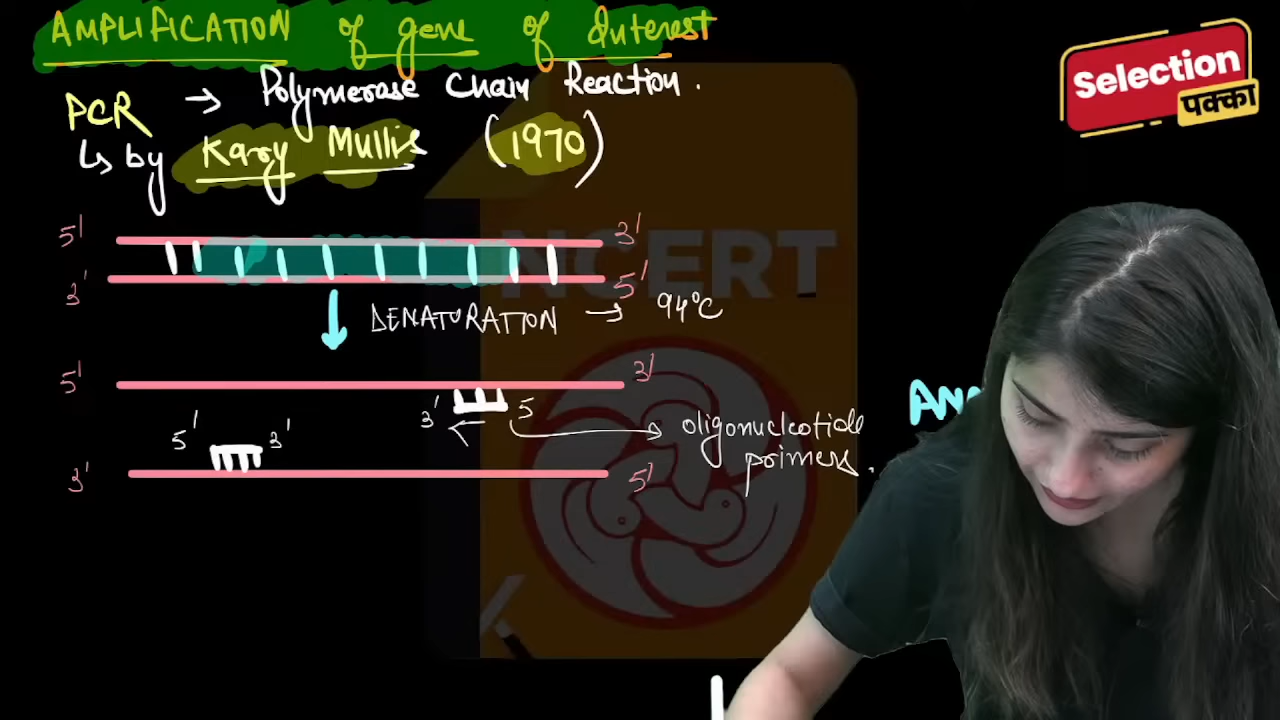 AMPLIFICATION of gene of Interest
PCR → Polymerase Chain Reaction.
↳ by Kary Mullis (1970)
5' 3'
3' 5'
DENATURATION → 94°C
5' 3'
3' 5
5' 3'
oligonucleotide
primers.
3' 5'
NCERT
Selection
पक्का